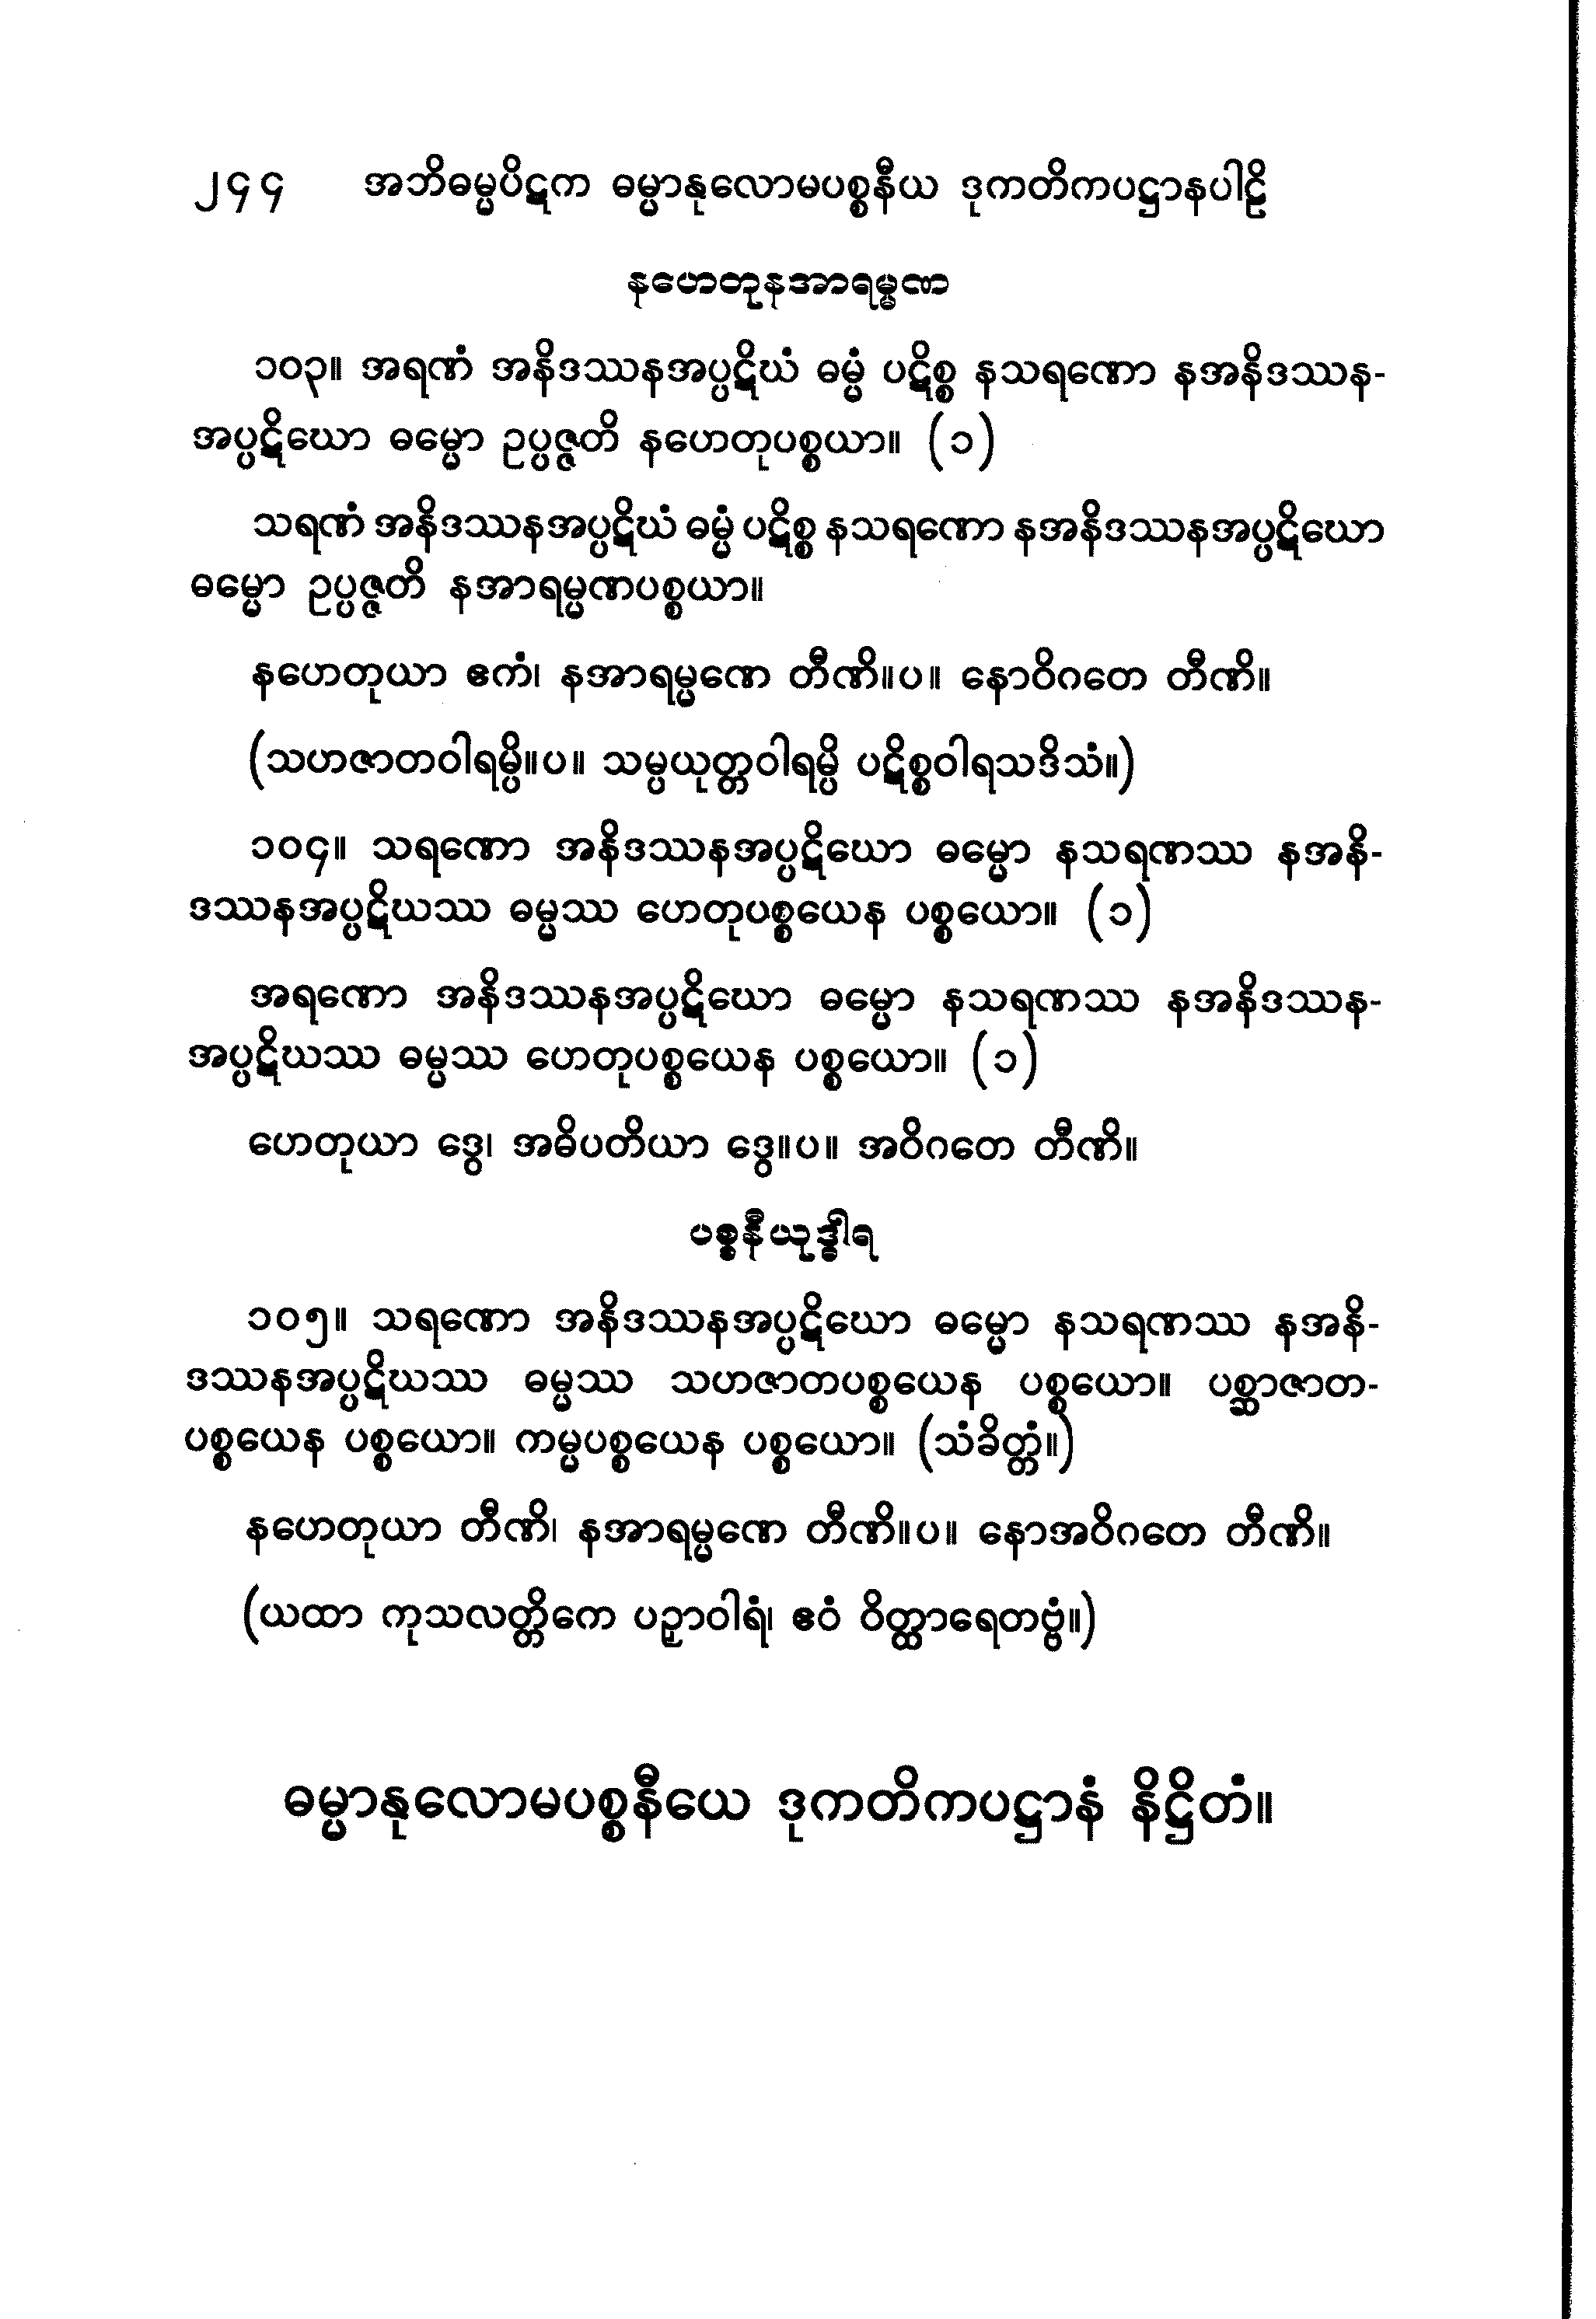 ၂၄၄ အဘိဓမ္မပိဋက ဓမ္မာနုလောမပစ္စနီယ ဒုကတိကပဋ္ဌာနပါဠိ
နဟေတုနအာရမ္မဏ
၁၀၃။ အရဏံ အနိဒဿနအပ္ပဋိဃံ ဓမ္မံ ပဋိစ္စ နသရဏော နအနိဒဿန-
အပ္ပဋိဃော ဓမ္မော ဥပ္ပဇ္ဇတိ နဟေတုပစ္စယာ။ (၁)
သရဏံ အနိဒဿနအပ္ပဋိဃံ ဓမ္မံ ပဋိစ္စ နသရဏော နအနိဒဿနအပ္ပဋိဃော
ဓမ္မော ဥပ္ပဇ္ဇတိ နအာရမ္မဏပစ္စယာ။
နဟေတုယာ ဧကံ၊ နအာရမ္မဏေ တီဏိ။ပ။ နောဝိဂတေ တီဏိ။
(သဟဇာတဝါရမ္ပိ။ပ။ သမ္ပယုတ္တဝါရမ္ပိ ပဋိစ္စဝါရသဒိသံ။)
၁၀၄။ သရဏော အနိဒဿနအပ္ပဋိဃော ဓမ္မော နသရဏဿ နအနိ-
ဒဿနအပ္ပဋိဃဿ ဓမ္မဿ ဟေတုပစ္စယေန ပစ္စယော။ (၁)
အရဏော အနိဒဿနအပ္ပဋိဃော ဓမ္မော နသရဏဿ နအနိဒဿန-
အပ္ပဋိဃဿ ဓမ္မဿ ဟေတုပစ္စယေန ပစ္စယော။ (၁)
ဟေတုယာ ဒွေ၊ အဓိပတိယာ ဒွေ။ပ။ အဝိဂတေ တီဏိ။
ပစ္စနီယုဒ္ဓါရ
၁၀၅။ သရဏော အနိဒဿနအပ္ပဋိဃော ဓမ္မော နသရဏဿ နအနိ-
ဒဿနအပ္ပဋိဃဿ ဓမ္မဿ သဟဇာတပစ္စယေန ပစ္စယော။ ပစ္ဆာဇာတ-
ပစ္စယေန ပစ္စယော။ ကမ္မပစ္စယေန ပစ္စယော။ (သံခိတ္တံ။)
နဟေတုယာ တီဏိ၊ နအာရမ္မဏေ တီဏိ။ပ။ နောအဝိဂတေ တီဏိ။
(ယထာ ကုသလတ္တိကေ ပဉှာဝါရံ၊ ဧဝံ ဝိတ္ထာရေတဗ္ဗံ။)
ဓမ္မာနုလောမပစ္စနီယေ ဒုကတိကပဋ္ဌာနံ နိဋ္ဌိတံ။